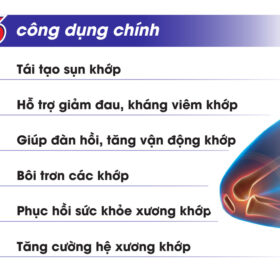 6 công dụng chính
Tái tạo sụn khớp
Hỗ trợ giảm đau, kháng viêm khớp
Giúp đàn hồi, tăng vận động khớp
Bôi trơn các khớp
Phục hồi sức khỏe xương khớp
Tăng cường hệ xương khớp